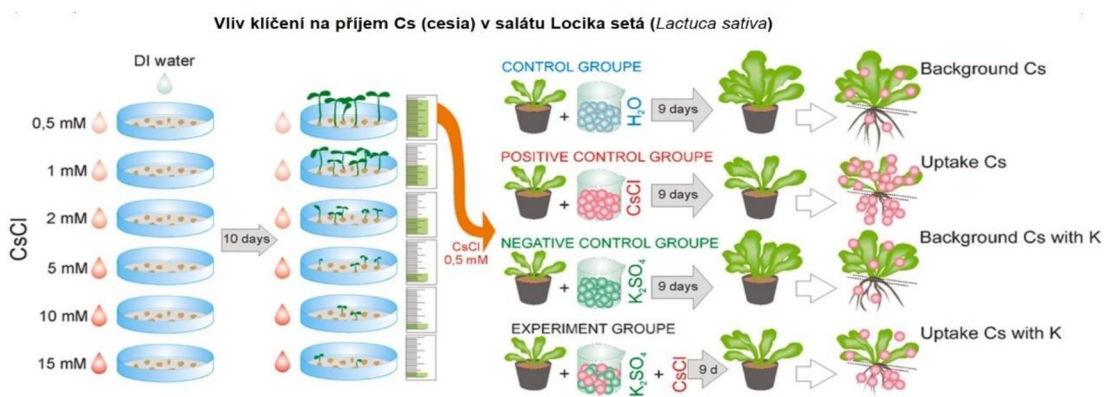 Vliv klíčení na příjem Cs (cesia) v salátu Locika setá (Lactuca sativa)
DI water
CsCl
0,5 mM
1 mM
2 mM
5 mM
10 mM
15 mM
10 days
CsCl
0,5 mM
CONTROL GROUPE
+
H₂O
9 days
Background Cs
POSITIVE CONTROL GROUPE
+
CsCl
9 days
Uptake Cs
NEGATIVE CONTROL GROUPE
+
K₂SO₄
9 days
Background Cs with K
EXPERIMENT GROUPE
+
K₂SO₄
+
CsCl
9 d
Uptake Cs with K